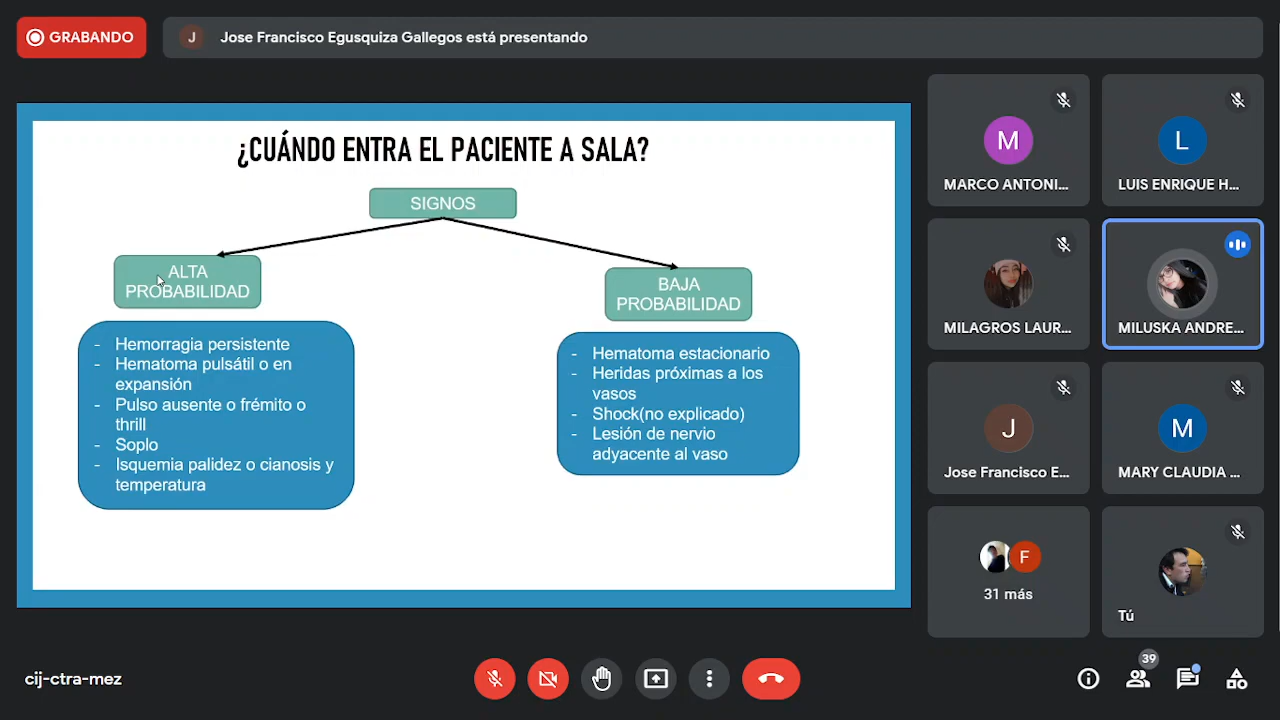 GRABANDO
J
Jose Francisco Egusquiza Gallegos está presentando
¿CUÁNDO ENTRA EL PACIENTE A SALA?
SIGNOS
ALTA
PROBABILIDAD
- Hemorragia persistente
- Hematoma pulsátil o en
expansión
- Pulso ausente o frémito o
thrill
- Soplo
- Isquemia palidez o cianosis y
temperatura
BAJA
PROBABILIDAD
- Hematoma estacionario
- Heridas próximas a los
vasos
- Shock(no explicado)
- Lesión de nervio
adyacente al vaso
M
MARCO ANTONI...
L
LUIS ENRIQUE H...
MILAGROS LAUR...
MILUSKA ANDRE...
J
Jose Francisco E...
M
MARY CLAUDIA ...
F
31 más
Tú
cij-ctra-mez
39